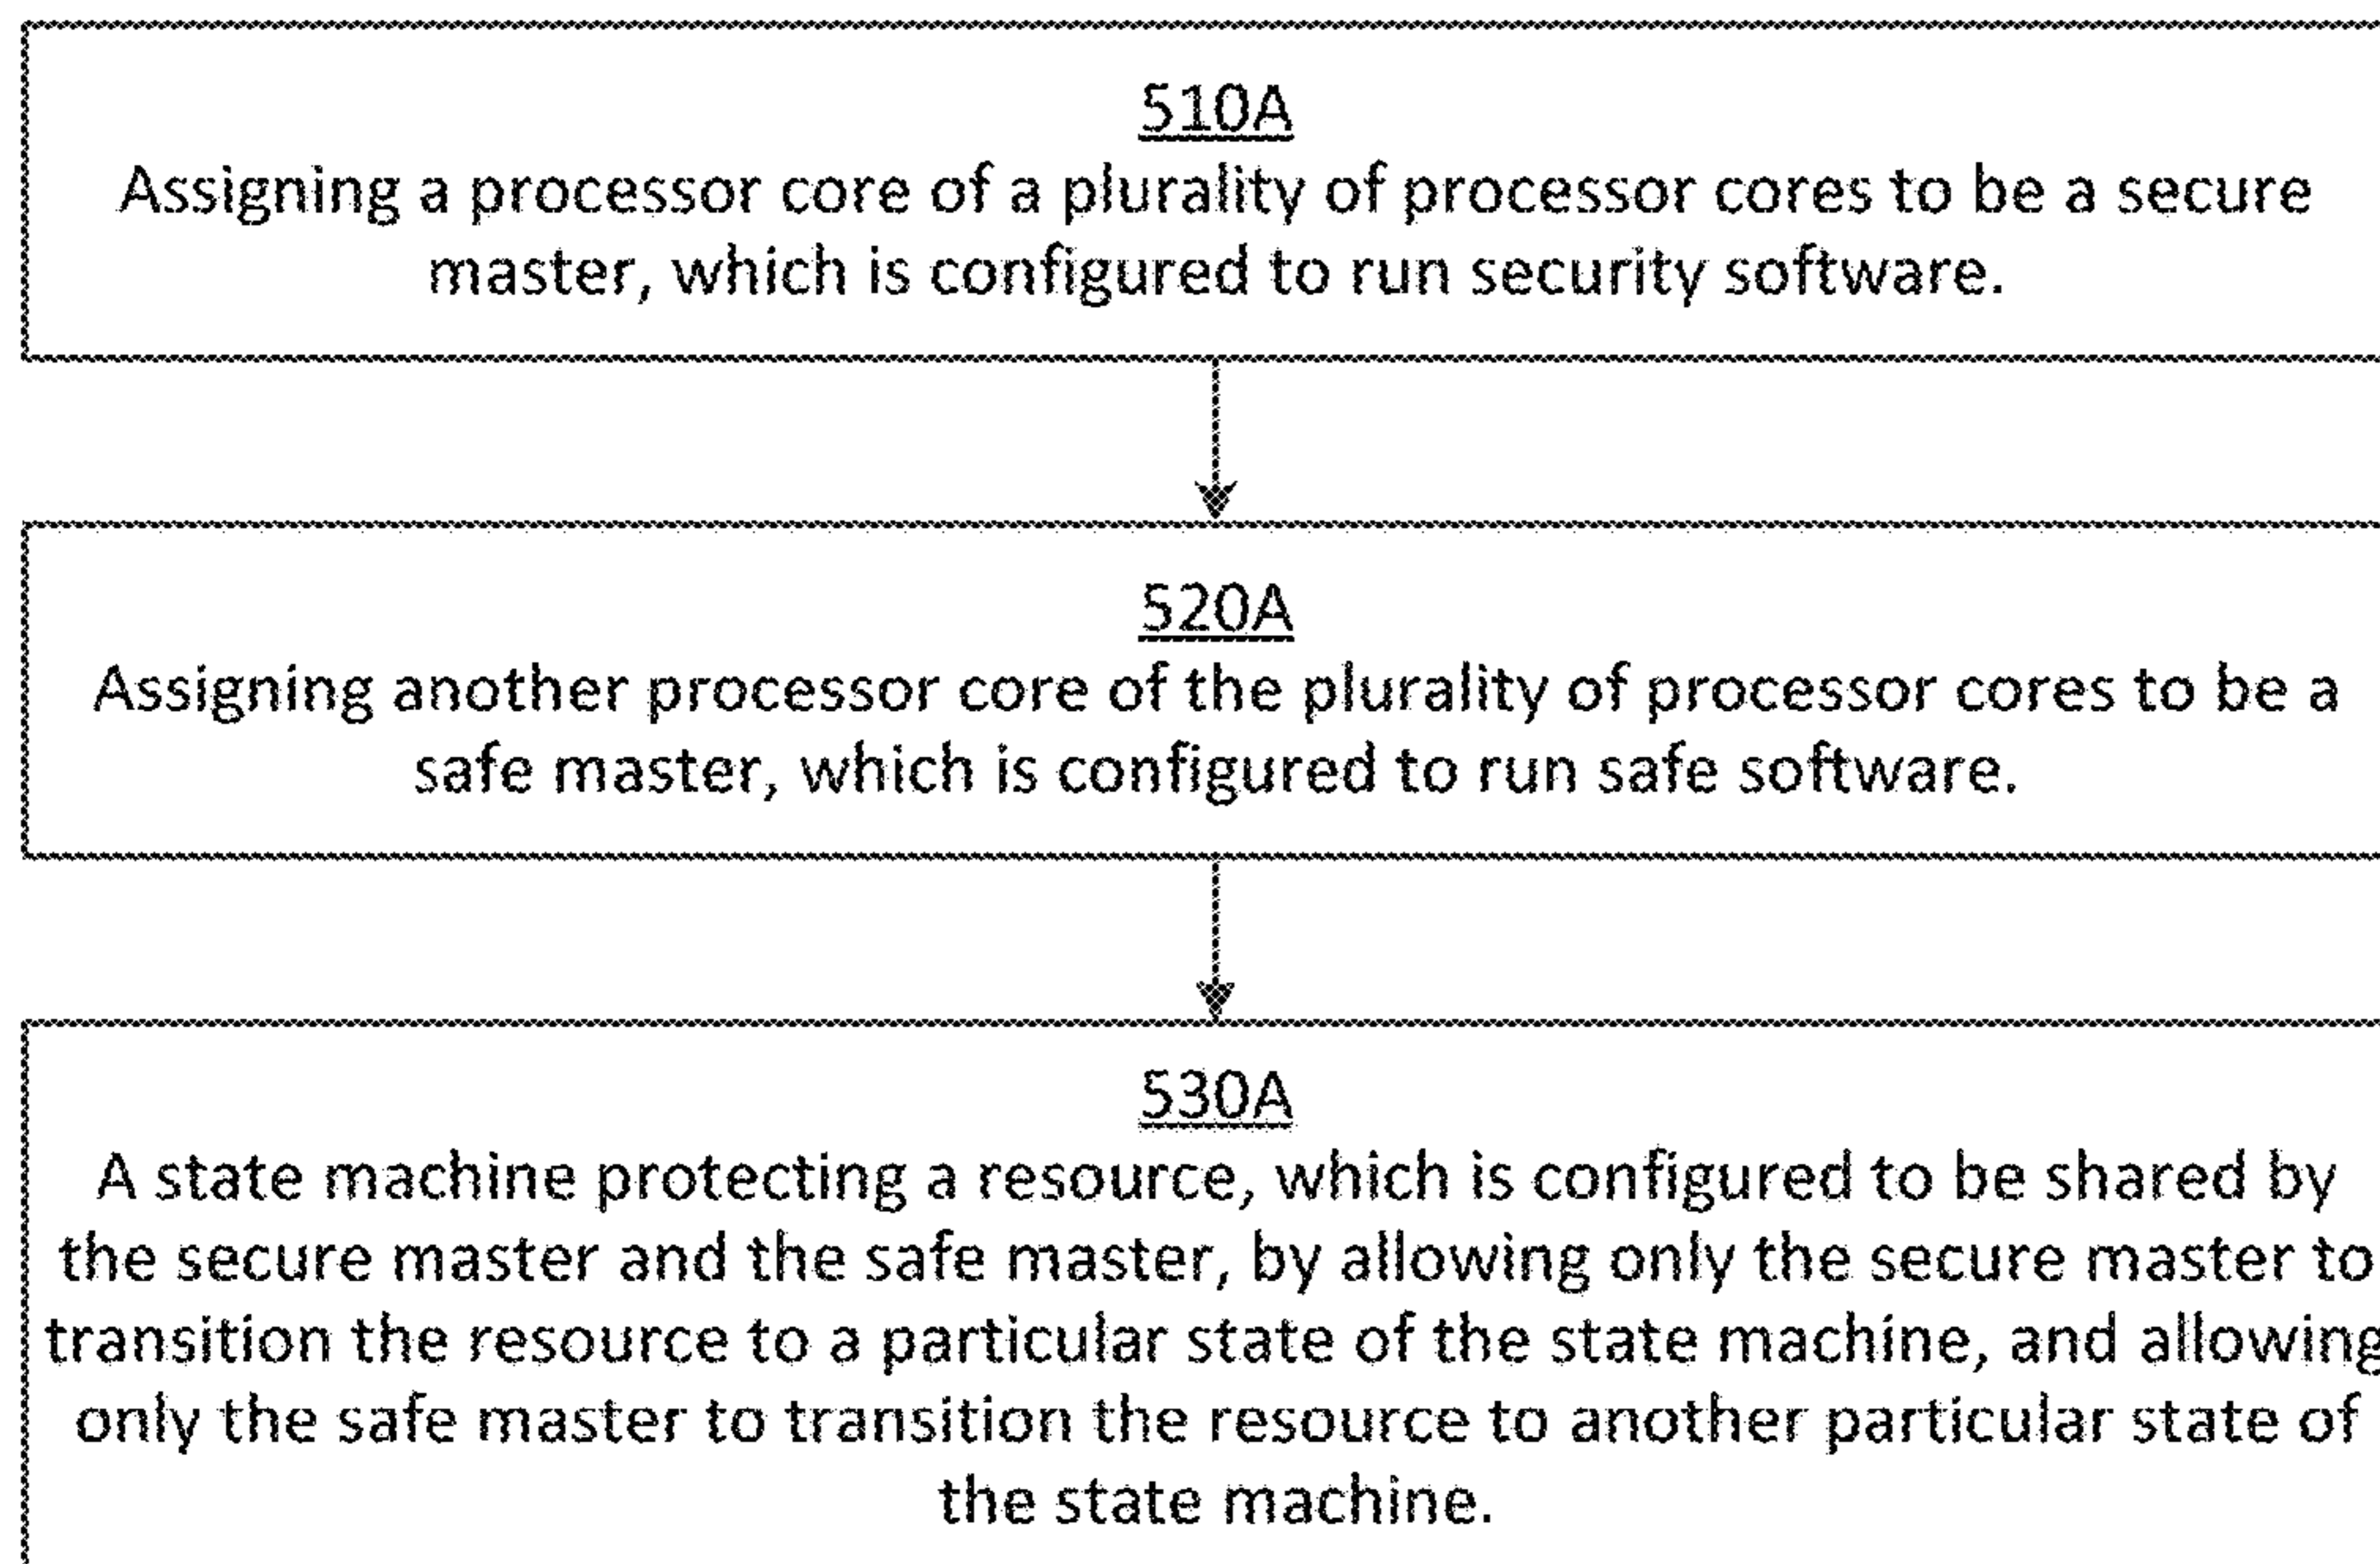 510A
Assigning a processor core of a plurality of processor cores to be a secure
master, which is configured to run security software.
520A
Assigning another processor core of the plurality of processor cores to be a
safe master, which is configured to run safe software.
530A
A state machine protecting a resource, which is configured to be shared by
the secure master and the safe master, by allowing only the secure master to
transition the resource to a particular state of the state machine, and allowing
only the safe master to transition the resource to another particular state of
the state machine.